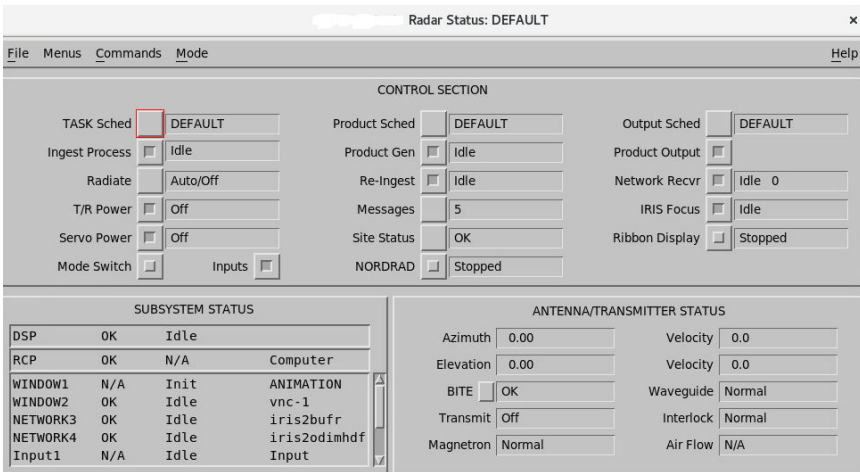 Radar Status: DEFAULT ×
File Menus Commands Mode Help
CONTROL SECTION
TASK Sched DEFAULT Product Sched DEFAULT Output Sched DEFAULT
Ingest Process Idle Product Gen Idle Product Output
Radiate Auto/Off Re-Ingest Idle Network Recvr Idle 0
T/R Power Off Messages 5 IRIS Focus Idle
Servo Power Off Site Status OK Ribbon Display Stopped
Mode Switch Inputs NORDRAD Stopped
SUBSYSTEM STATUS
DSP OK Idle
RCP OK N/A Computer
WINDOW1 N/A Init ANIMATION
WINDOW2 OK Idle vnc-1
NETWORK3 OK Idle iris2bufr
NETWORK4 OK Idle iris2odimhdf
Input1 N/A Idle Input
ANTENNA/TRANSMITTER STATUS
Azimuth 0.00 Velocity 0.0
Elevation 0.00 Velocity 0.0
BITE OK Waveguide Normal
Transmit Off Interlock Normal
Magnetron Normal Air Flow N/A